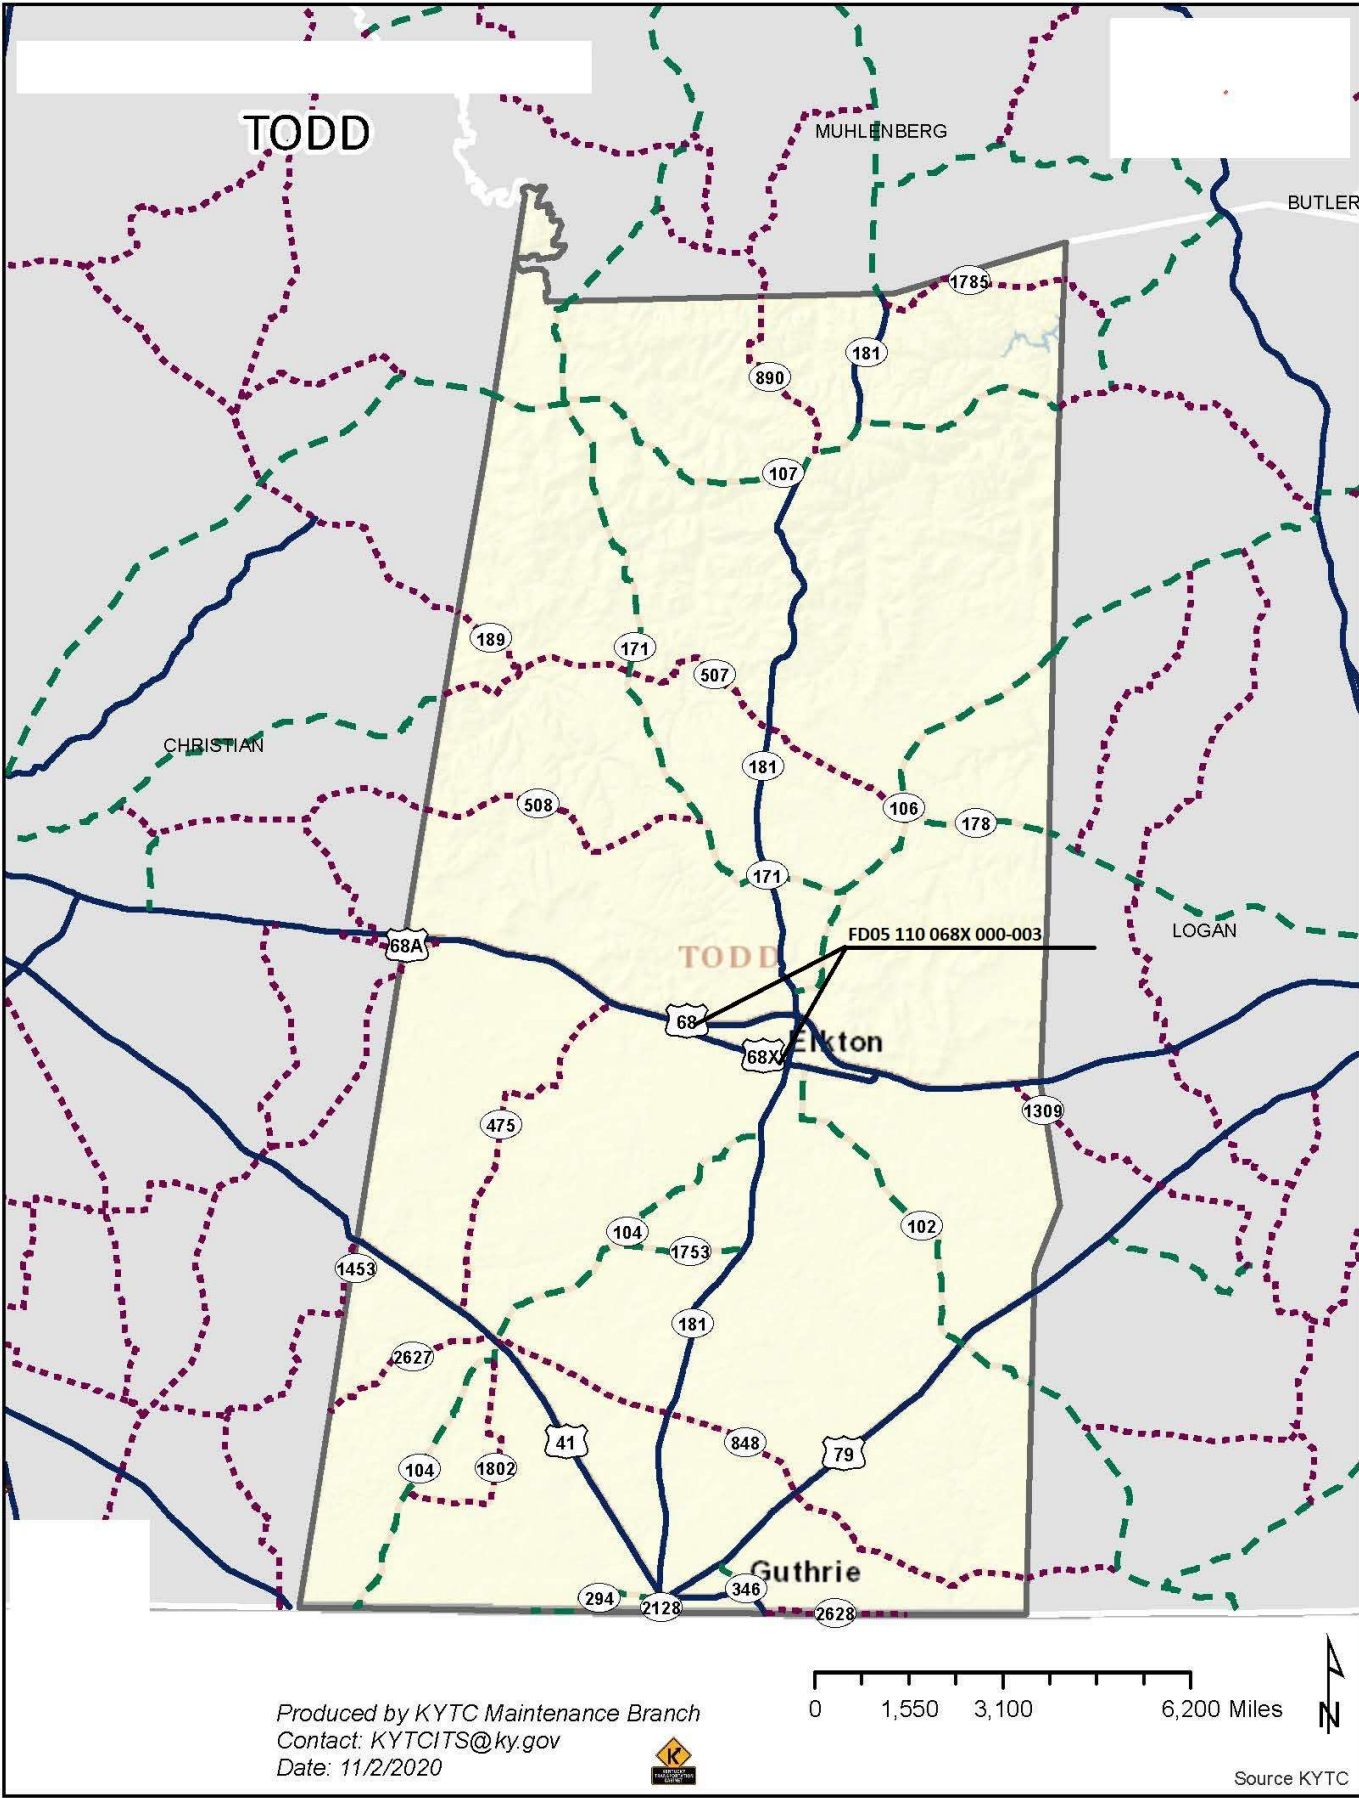 TODD
MUHLENBERG
BUTLER
1785
181
890
107
189
171
507
CHRISTIAN
181
508
106
178
171
FD05 110 068X 000-003
LOGAN
68A
TODD
68
Elkton
68X
1309
475
104
1753
102
1453
181
2627
41
848
79
104
1802
Guthrie
294
2128
346
2628
0 1,550 3,100 6,200 Miles
N
Produced by KYTC Maintenance Branch
Contact: KYTCITS@ky.gov
Date: 11/2/2020
Source KYTC